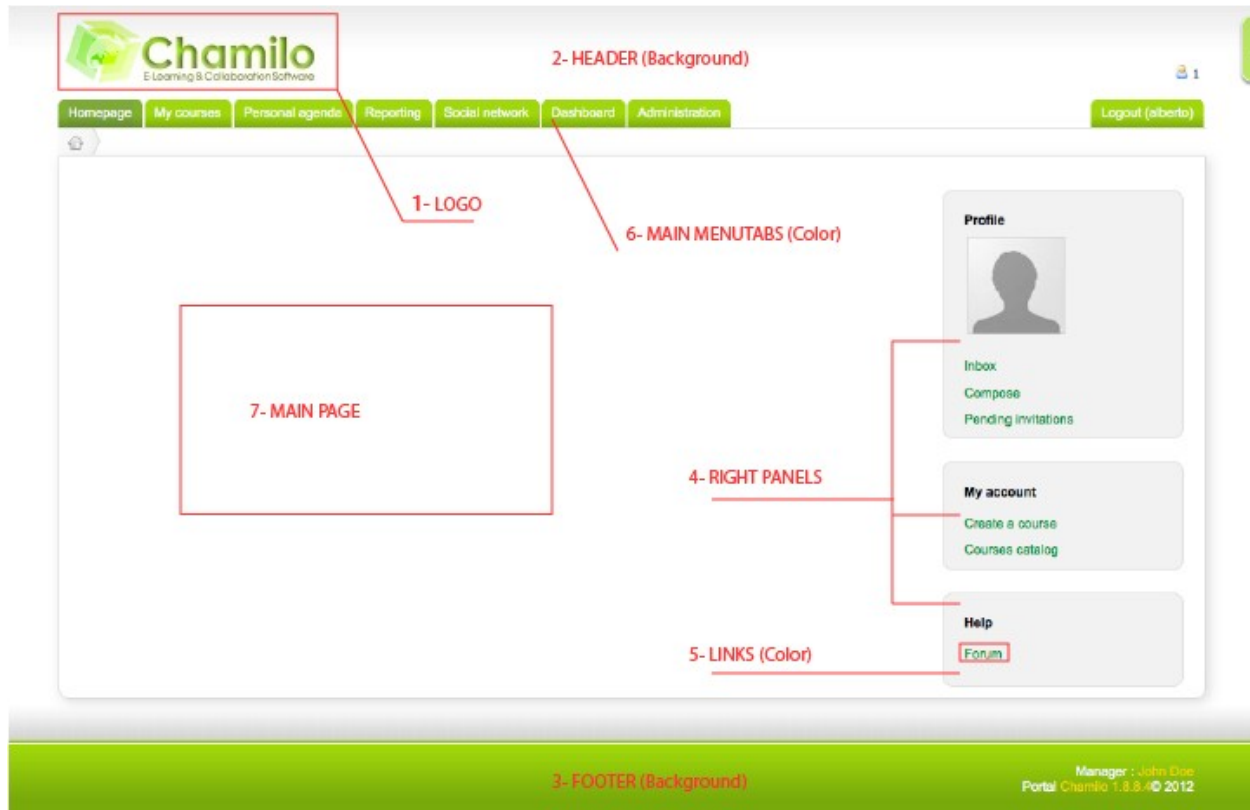 Chamilo
E-Learning & Collaboration Software
2- HEADER (Background)
1
Homepage My courses Personal agenda Reporting Social network Dashboard Administration Logout (alberto)
1- LOGO
6- MAIN MENUTABS (Color)
Profile
7- MAIN PAGE
Inbox
Compose
Pending invitations
4- RIGHT PANELS
My account
Create a course
Courses catalog
Help
5- LINKS (Color)
Forum
3- FOOTER (Background)
Manager : John Doe
Portal Chamilo 1.8.8.4© 2012